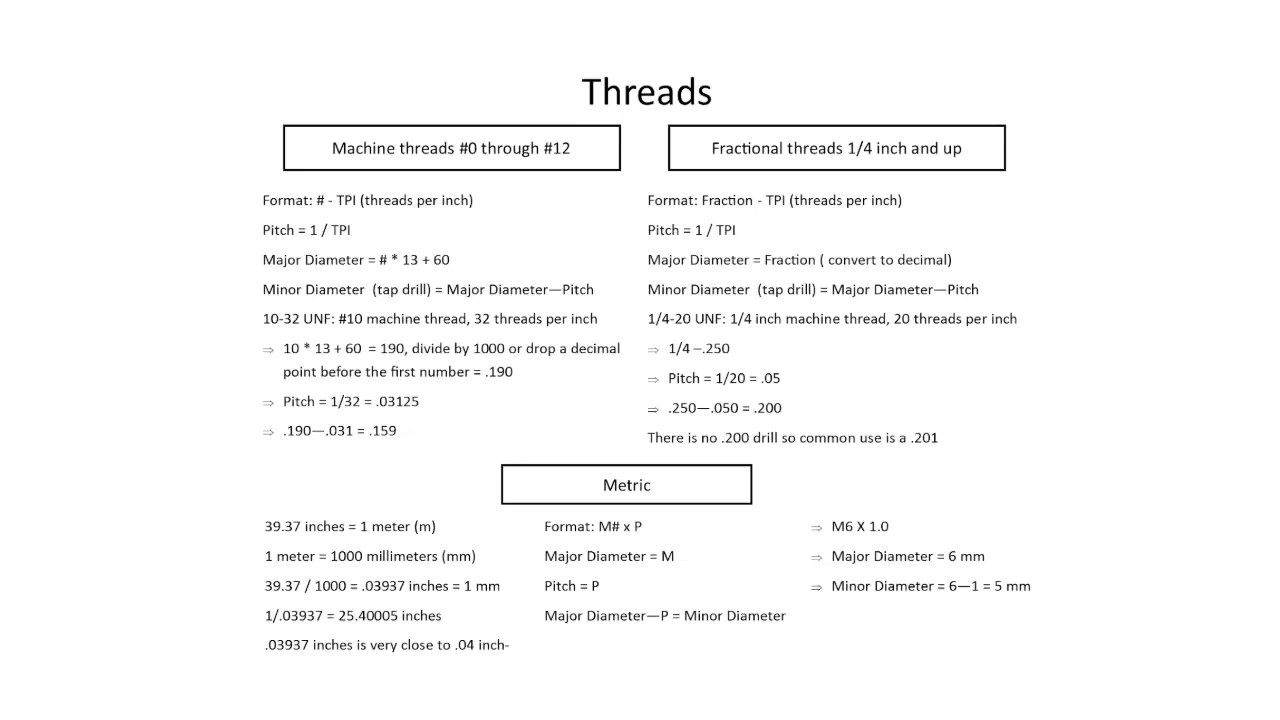 Threads
Machine threads #0 through #12
Format: # - TPI (threads per inch)
Pitch = 1 / TPI
Major Diameter = # * 13 + 60
Minor Diameter  (tap drill) = Major Diameter—Pitch
10-32 UNF: #10 machine thread, 32 threads per inch
⇒ 10 * 13 + 60  = 190, divide by 1000 or drop a decimal
point before the first number = .190
⇒ Pitch = 1/32 = .03125
⇒ .190—.031 = .159
Fractional threads 1/4 inch and up
Format: Fraction - TPI (threads per inch)
Pitch = 1 / TPI
Major Diameter = Fraction ( convert to decimal)
Minor Diameter  (tap drill) = Major Diameter—Pitch
1/4-20 UNF: 1/4 inch machine thread, 20 threads per inch
⇒ 1/4 –.250
⇒ Pitch = 1/20 = .05
⇒ .250—.050 = .200
There is no .200 drill so common use is a .201
Metric
39.37 inches = 1 meter (m)
1 meter = 1000 millimeters (mm)
39.37 / 1000 = .03937 inches = 1 mm
1/.03937 = 25.40005 inches
.03937 inches is very close to .04 inch-
Format: M# x P
Major Diameter = M
Pitch = P
Major Diameter—P = Minor Diameter
⇒ M6 X 1.0
⇒ Major Diameter = 6 mm
⇒ Minor Diameter = 6—1 = 5 mm